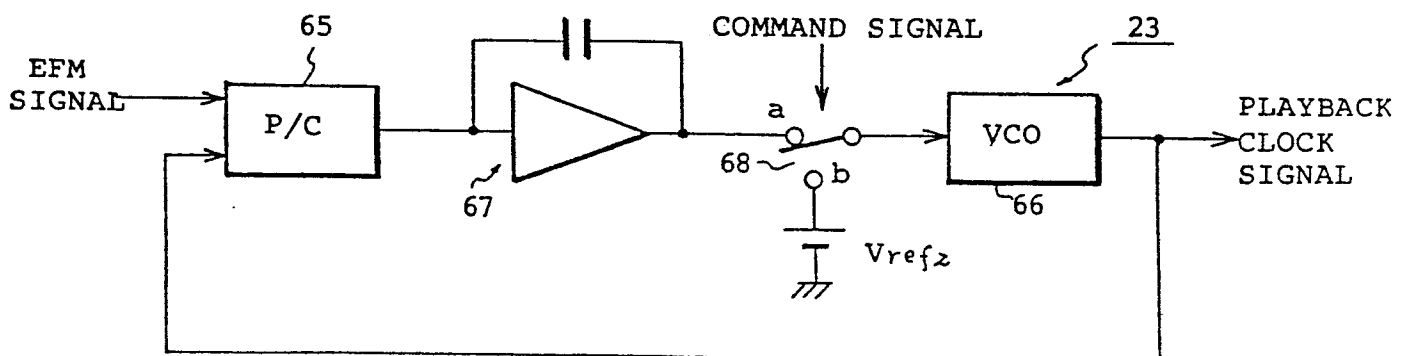 65
COMMAND SIGNAL
23
EFM
SIGNAL
P/C
a
68
b
67
VCO
66
PLAYBACK
CLOCK
SIGNAL
Vref2